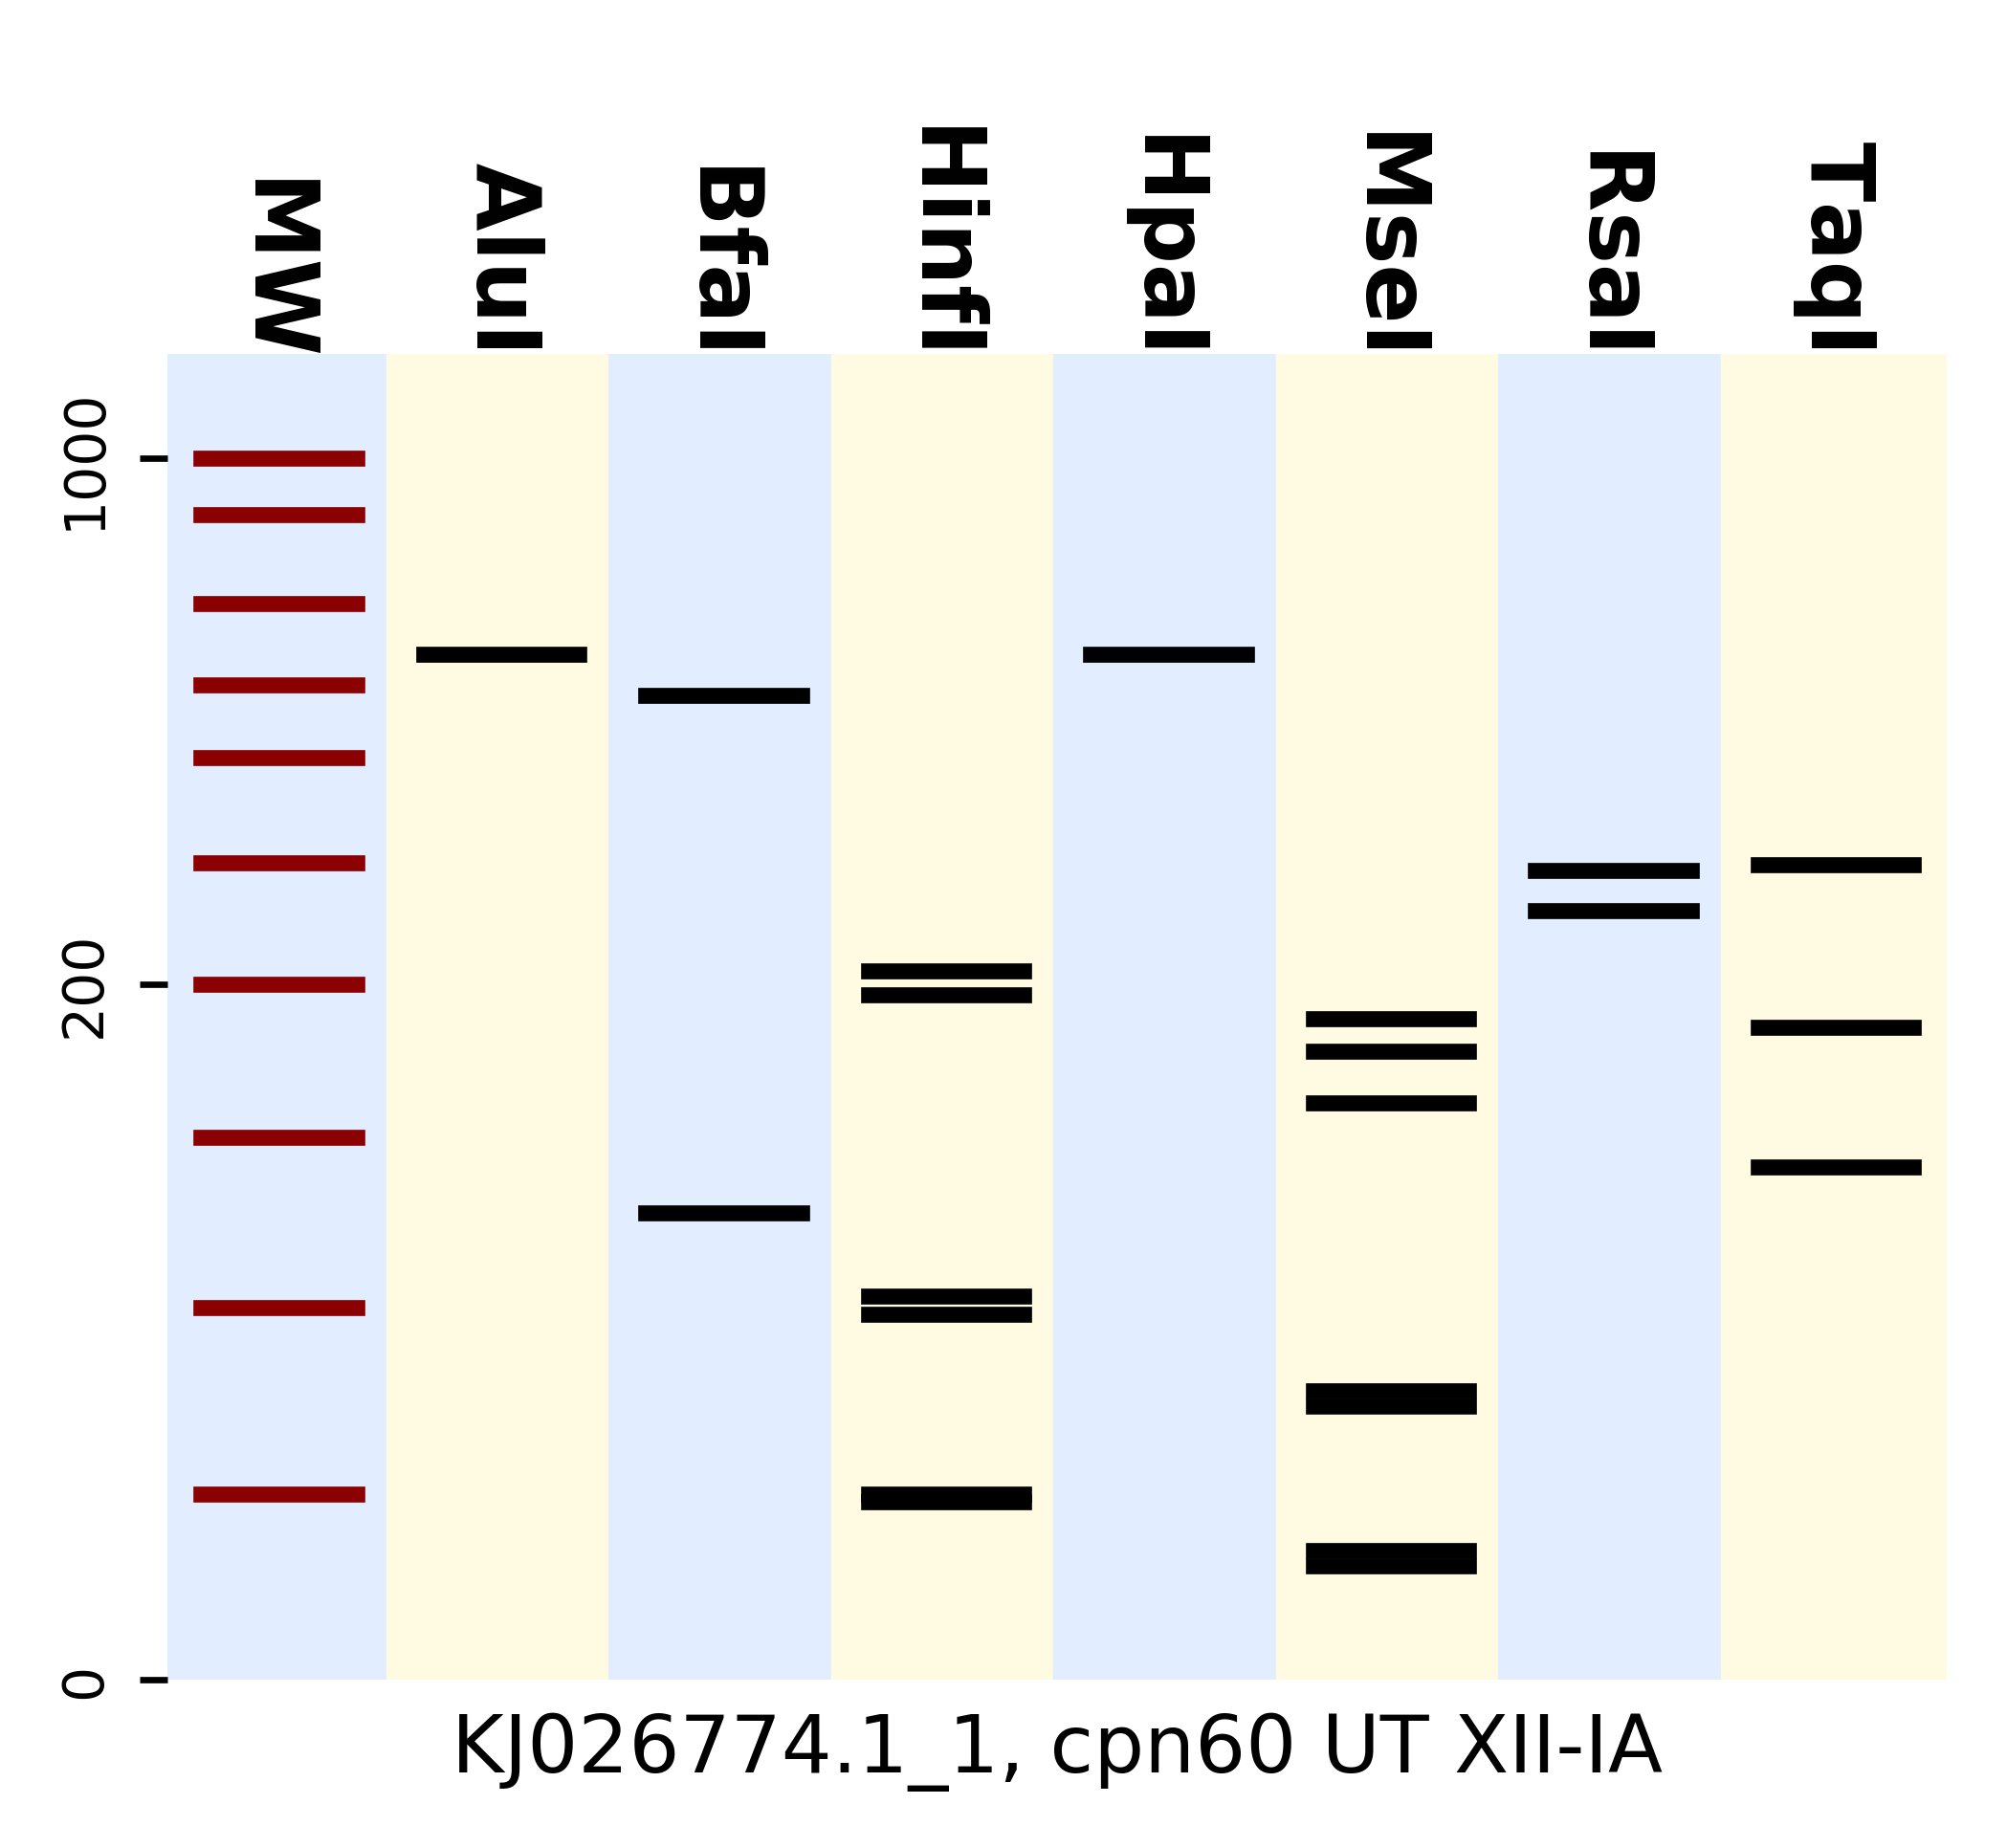 MW
AluI
BfaI
HinfI
HpaI
MseI
RsaI
TaqI
1000
200
0
KJ026774.1_1, cpn60 UT XII-IA